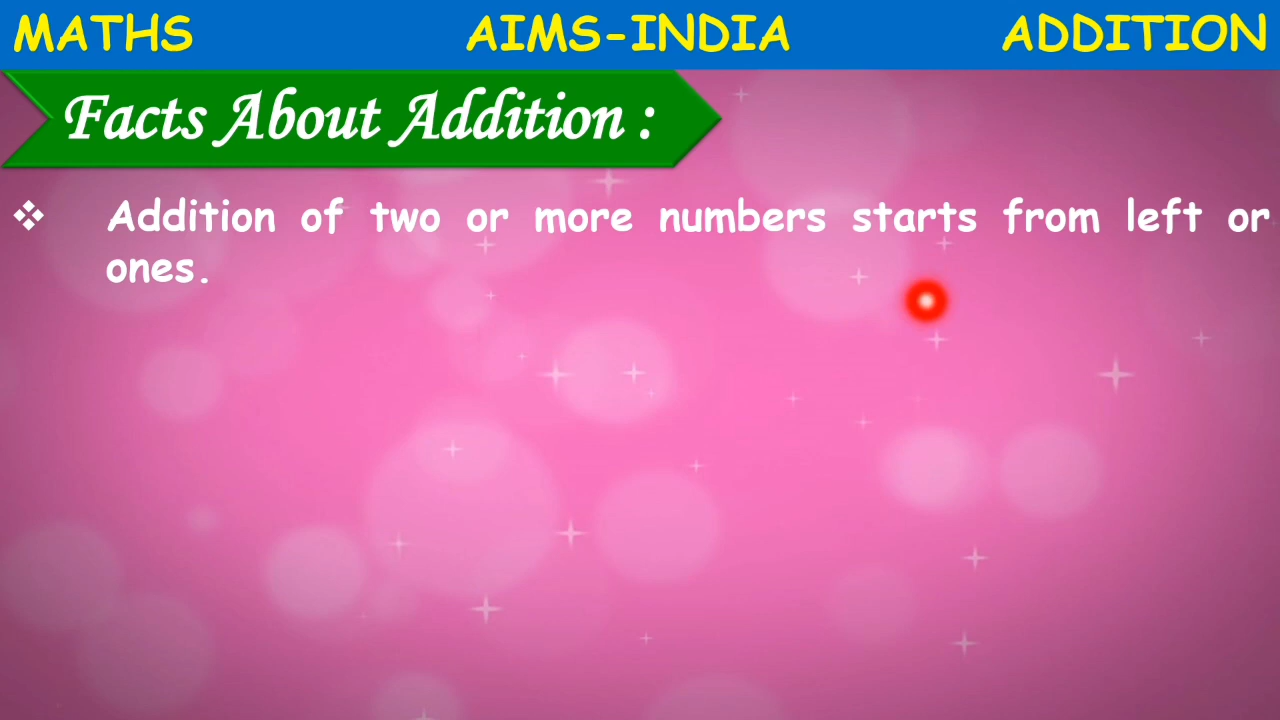 MATHS AIMS-INDIA ADDITION
Facts About Addition :
❖ Addition of two or more numbers starts from left or
ones.